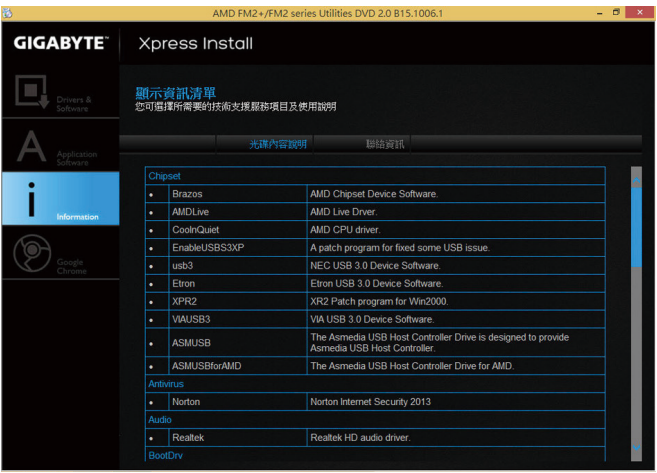 AMD FM2+/FM2 series Utilities DVD 2.0 B15.1006.1
GIGABYTE™
Xpress Install
Drivers &
Software
Application
Software
Information
Google
Chrome
顯示資訊清單
您可選擇所需要的技術支援服務項目及使用說明
光碟內容說明 聯絡資訊
Chipset
• Brazos AMD Chipset Device Software.
• AMDLive AMD Live Drver.
• CoolnQuiet AMD CPU driver.
• EnableUSBS3XP A patch program for fixed some USB issue.
• usb3 NEC USB 3.0 Device Software.
• Etron Etron USB 3.0 Device Software.
• XPR2 XR2 Patch program for Win2000.
• VIAUSB3 VIA USB 3.0 Device Software.
• ASMUSB The Asmedia USB Host Controller Drive is designed to provide
Asmedia USB Host Controller.
• ASMUSBforAMD The Asmedia USB Host Controller Drive for AMD.
Antivirus
• Norton Norton Internet Security 2013
Audio
• Realtek Realtek HD audio driver.
BootDrv